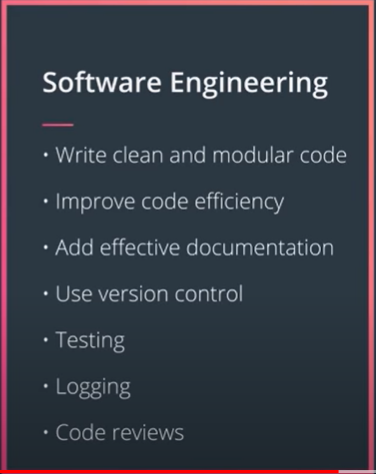 Software Engineering
• Write clean and modular code
• Improve code efficiency
• Add effective documentation
• Use version control
• Testing
• Logging
• Code reviews